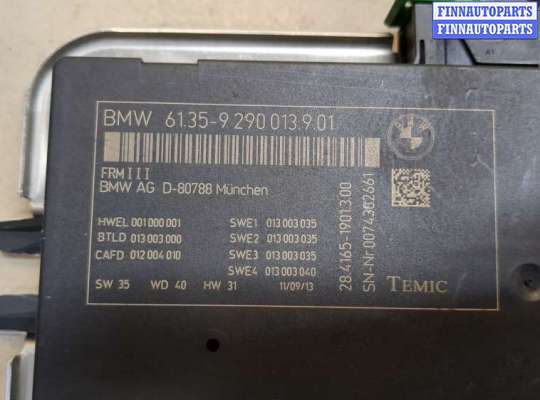 FINNAUTOPARTS
FINNAUTOPARTS
A1
BMW 61.35-9 290 013.9 01
FRMIII
BMW AG D-80788 München
HWEL 001 000 001
BTLD 013 003 000
CAFD 012 004 010
SWE1 013 003 035
SWE2 013 003 035
SWE3 013 003 035
SWE4 013 003 040
SW 35 WD 40 HW 31 11/09/13
28.4165-1901.3 00
SN-Nr.0074302661
BMW
TEMIC